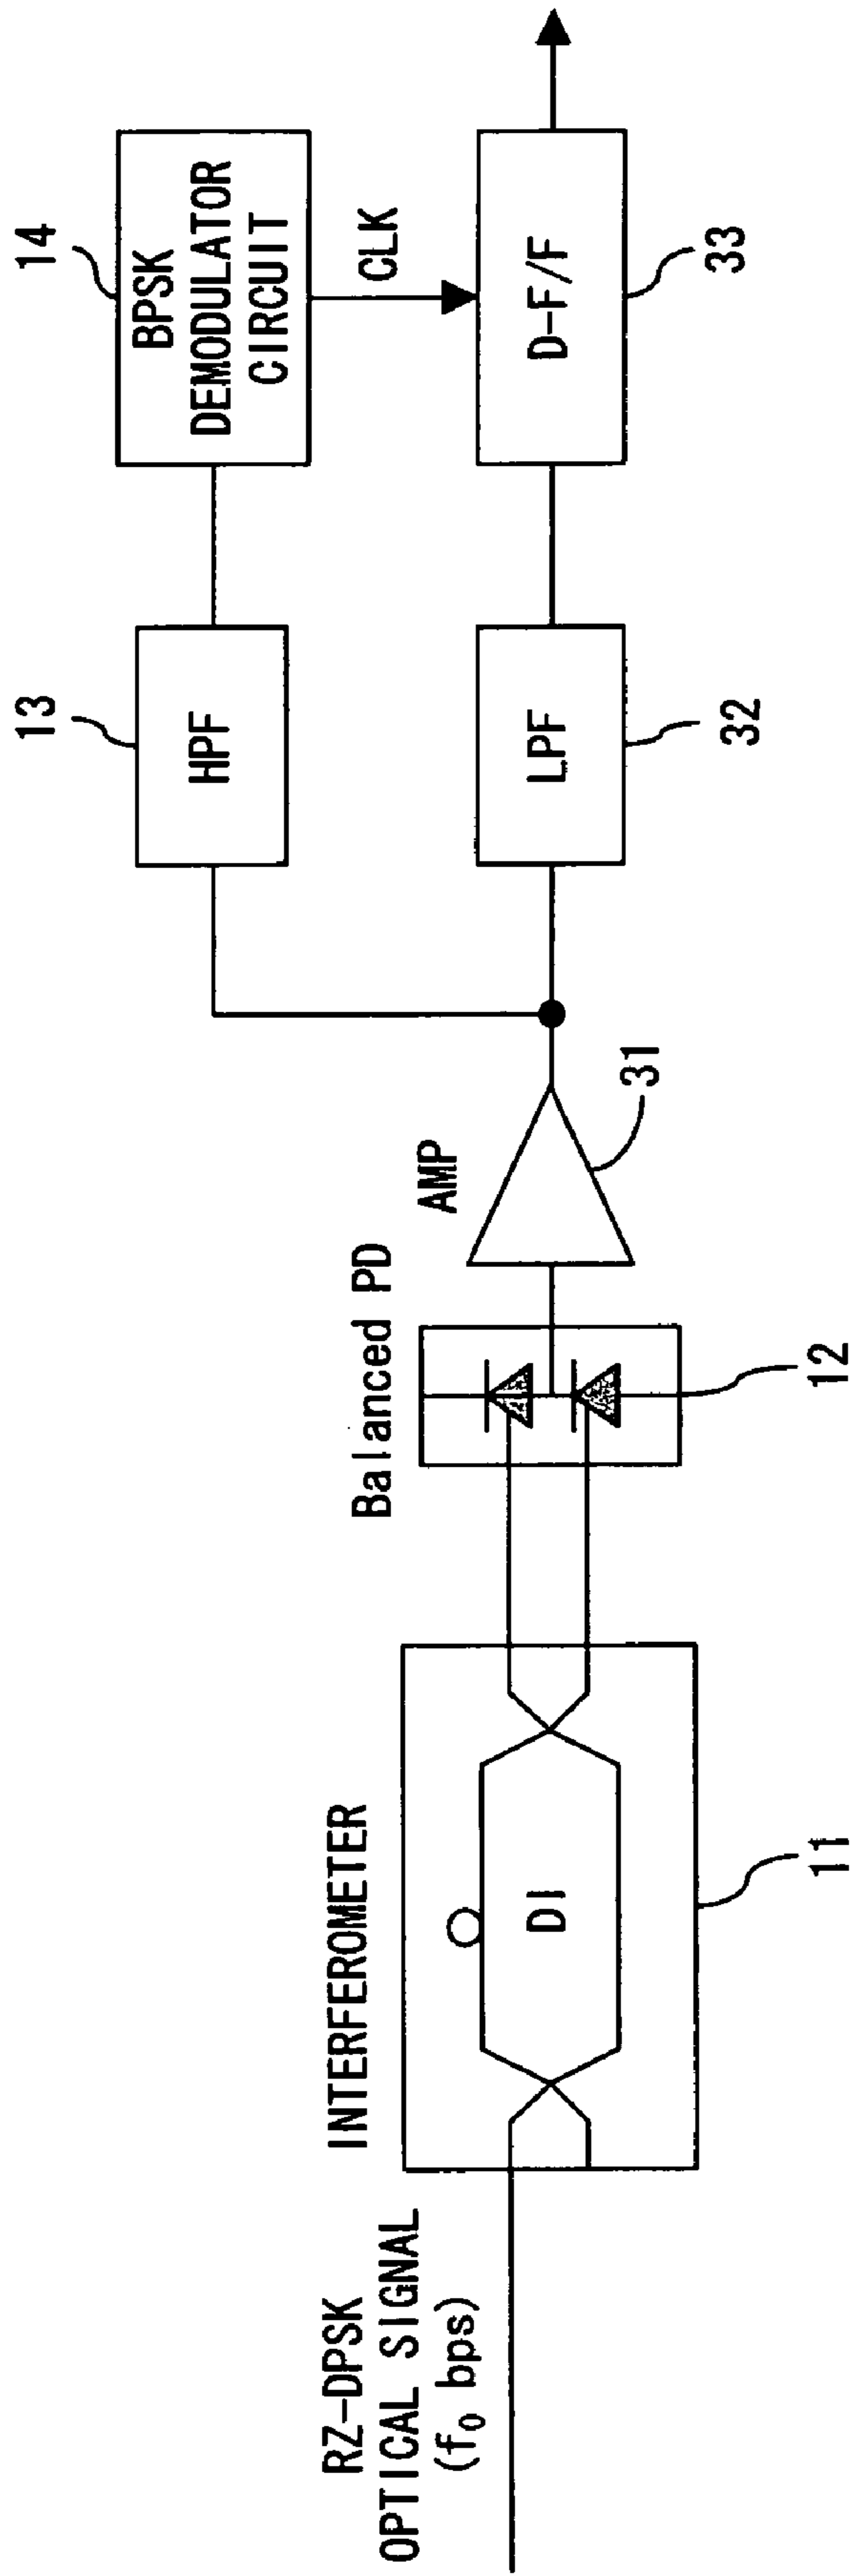 RZ-DPSK
OPTICAL SIGNAL
(f₀ bps)
INTERFEROMETER
DI
11
Balanced PD
12
AMP
31
HPF
13
LPF
32
BPSK
DEMODULATOR
CIRCUIT
14
CLK
D-F/F
33